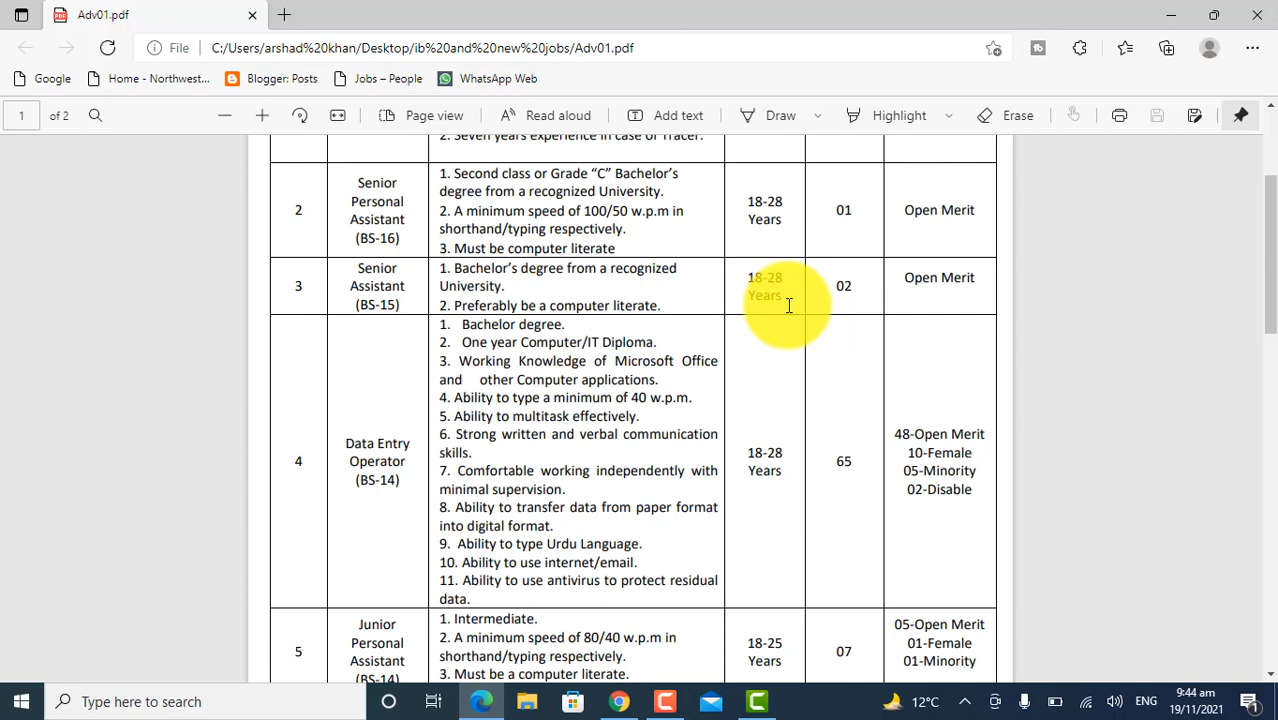 Adv01.pdf
File
C:/Users/arshad%20khan/Desktop/ib%20and%20new%20jobs/Adv01.pdf
Google
Home - Northwest...
Blogger: Posts
Jobs – People
WhatsApp Web
1
of 2
Page view
Read aloud
Add text
Draw
Highlight
Erase
2. Seven years experience in case of Tracer.
2
Senior
Personal
Assistant
(BS-16)
1. Second class or Grade “C” Bachelor’s
degree from a recognized University.
2. A minimum speed of 100/50 w.p.m in
shorthand/typing respectively.
3. Must be computer literate
18-28
Years
01
Open Merit
3
Senior
Assistant
(BS-15)
1. Bachelor’s degree from a recognized
University.
2. Preferably be a computer literate.
18-28
Years
02
Open Merit
4
Data Entry
Operator
(BS-14)
1. Bachelor degree.
2. One year Computer/IT Diploma.
3. Working Knowledge of Microsoft Office
and other Computer applications.
4. Ability to type a minimum of 40 w.p.m.
5. Ability to multitask effectively.
6. Strong written and verbal communication
skills.
7. Comfortable working independently with
minimal supervision.
8. Ability to transfer data from paper format
into digital format.
9. Ability to type Urdu Language.
10. Ability to use internet/email.
11. Ability to use antivirus to protect residual
data.
18-28
Years
65
48-Open Merit
10-Female
05-Minority
02-Disable
5
Junior
Personal
Assistant
(BS-14)
1. Intermediate.
2. A minimum speed of 80/40 w.p.m in
shorthand/typing respectively.
3. Must be a computer literate.
18-25
Years
07
05-Open Merit
01-Female
01-Minority
Type here to search
12°C
ENG
9:44 am
19/11/2021
1